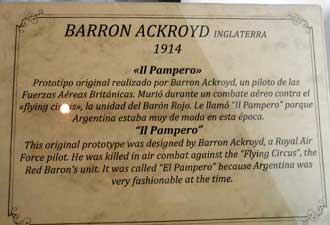 BARRON ACKROYD INGLATERRA
1914
«Il Pampero»
Prototipo original realizado por Barron Ackroyd, un piloto de las
Fuerzas Aéreas Británicas. Murió durante un combate aéreo contra el
«flying circus», la unidad del Barón Rojo. Le llamó "Il Pampero" porque
Argentina estaba muy de moda en esta época.
"Il Pampero"
This original prototype was designed by Barron Ackroyd, a Royal Air
Force pilot. He was killed in air combat against the "Flying Circus", the
Red Baron's unit. It was called "El Pampero" because Argentina was
very fashionable at the time.